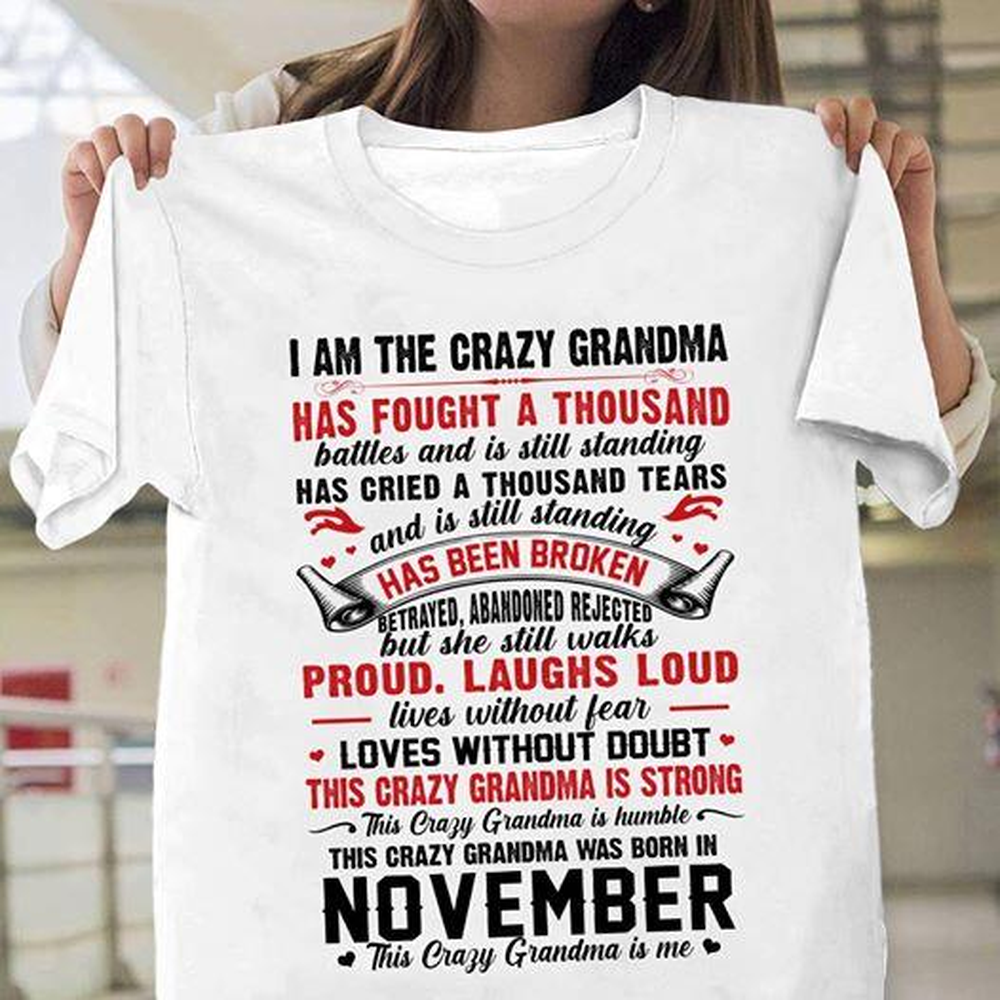 I AM THE CRAZY GRANDMA
HAS FOUGHT A THOUSAND
battles and is still standing
HAS CRIED A THOUSAND TEARS
and is still standing
HAS BEEN BROKEN
BETRAYED, ABANDONED REJECTED
but she still walks
PROUD. LAUGHS LOUD
lives without fear
LOVES WITHOUT DOUBT
THIS CRAZY GRANDMA IS STRONG
This Crazy Grandma is humble
THIS CRAZY GRANDMA WAS BORN IN
NOVEMBER
This Crazy Grandma is me